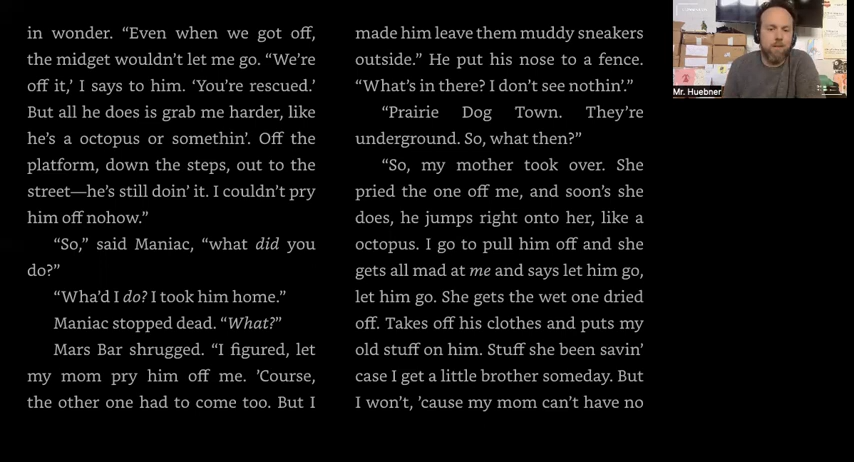 in wonder. “Even when we got off,
the midget wouldn’t let me go. “We’re
off it,’ I says to him. ‘You’re rescued.’
But all he does is grab me harder, like
he’s a octopus or somethin’. Off the
platform, down the steps, out to the
street—he’s still doin’ it. I couldn’t pry
him off nohow.”
“So,” said Maniac, “what did you
do?”
“Wha’d I do? I took him home.”
Maniac stopped dead. “What?”
Mars Bar shrugged. “I figured, let
my mom pry him off me. ’Course,
the other one had to come too. But I
made him leave them muddy sneakers
outside.” He put his nose to a fence.
“What’s in there? I don’t see nothin’.”
“Prairie Dog Town. They’re
underground. So, what then?”
“So, my mother took over. She
pried the one off me, and soon’s she
does, he jumps right onto her, like a
octopus. I go to pull him off and she
gets all mad at me and says let him go,
let him go. She gets the wet one dried
off. Takes off his clothes and puts my
old stuff on him. Stuff she been savin’
case I get a little brother someday. But
I won’t, ’cause my mom can’t have no
Mr. Huebner